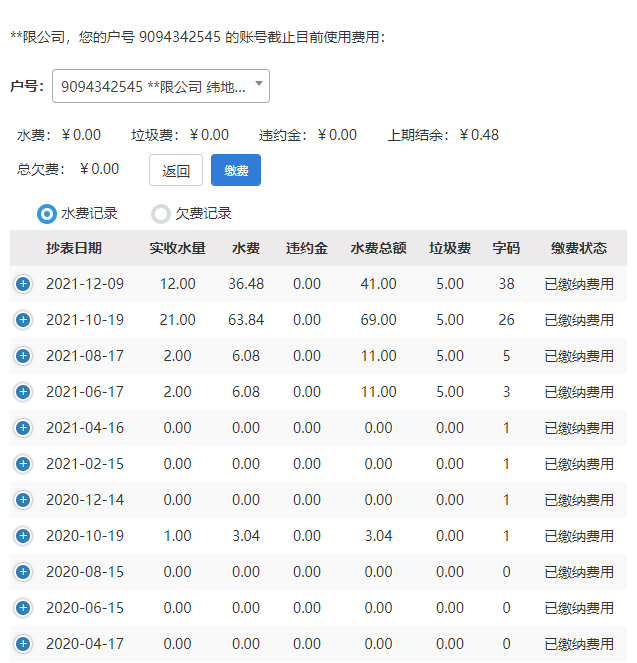 **限公司，您的户号 9094342545 的账号截止目前使用费用：
户号： 9094342545 **限公司 纬地...
水费：￥0.00 垃圾费：￥0.00 违约金：￥0.00 上期结余：￥0.48
总欠费：￥0.00 返回 缴费
水费记录 欠费记录
抄表日期 实收水量 水费 违约金 水费总额 垃圾费 字码 缴费状态
2021-12-09 12.00 36.48 0.00 41.00 5.00 38 已缴纳费用
2021-10-19 21.00 63.84 0.00 69.00 5.00 26 已缴纳费用
2021-08-17 2.00 6.08 0.00 11.00 5.00 5 已缴纳费用
2021-06-17 2.00 6.08 0.00 11.00 5.00 3 已缴纳费用
2021-04-16 0.00 0.00 0.00 0.00 0.00 1 已缴纳费用
2021-02-15 0.00 0.00 0.00 0.00 0.00 1 已缴纳费用
2020-12-14 0.00 0.00 0.00 0.00 0.00 1 已缴纳费用
2020-10-19 1.00 3.04 0.00 3.04 0.00 1 已缴纳费用
2020-08-15 0.00 0.00 0.00 0.00 0.00 0 已缴纳费用
2020-06-15 0.00 0.00 0.00 0.00 0.00 0 已缴纳费用
2020-04-17 0.00 0.00 0.00 0.00 0.00 0 已缴纳费用